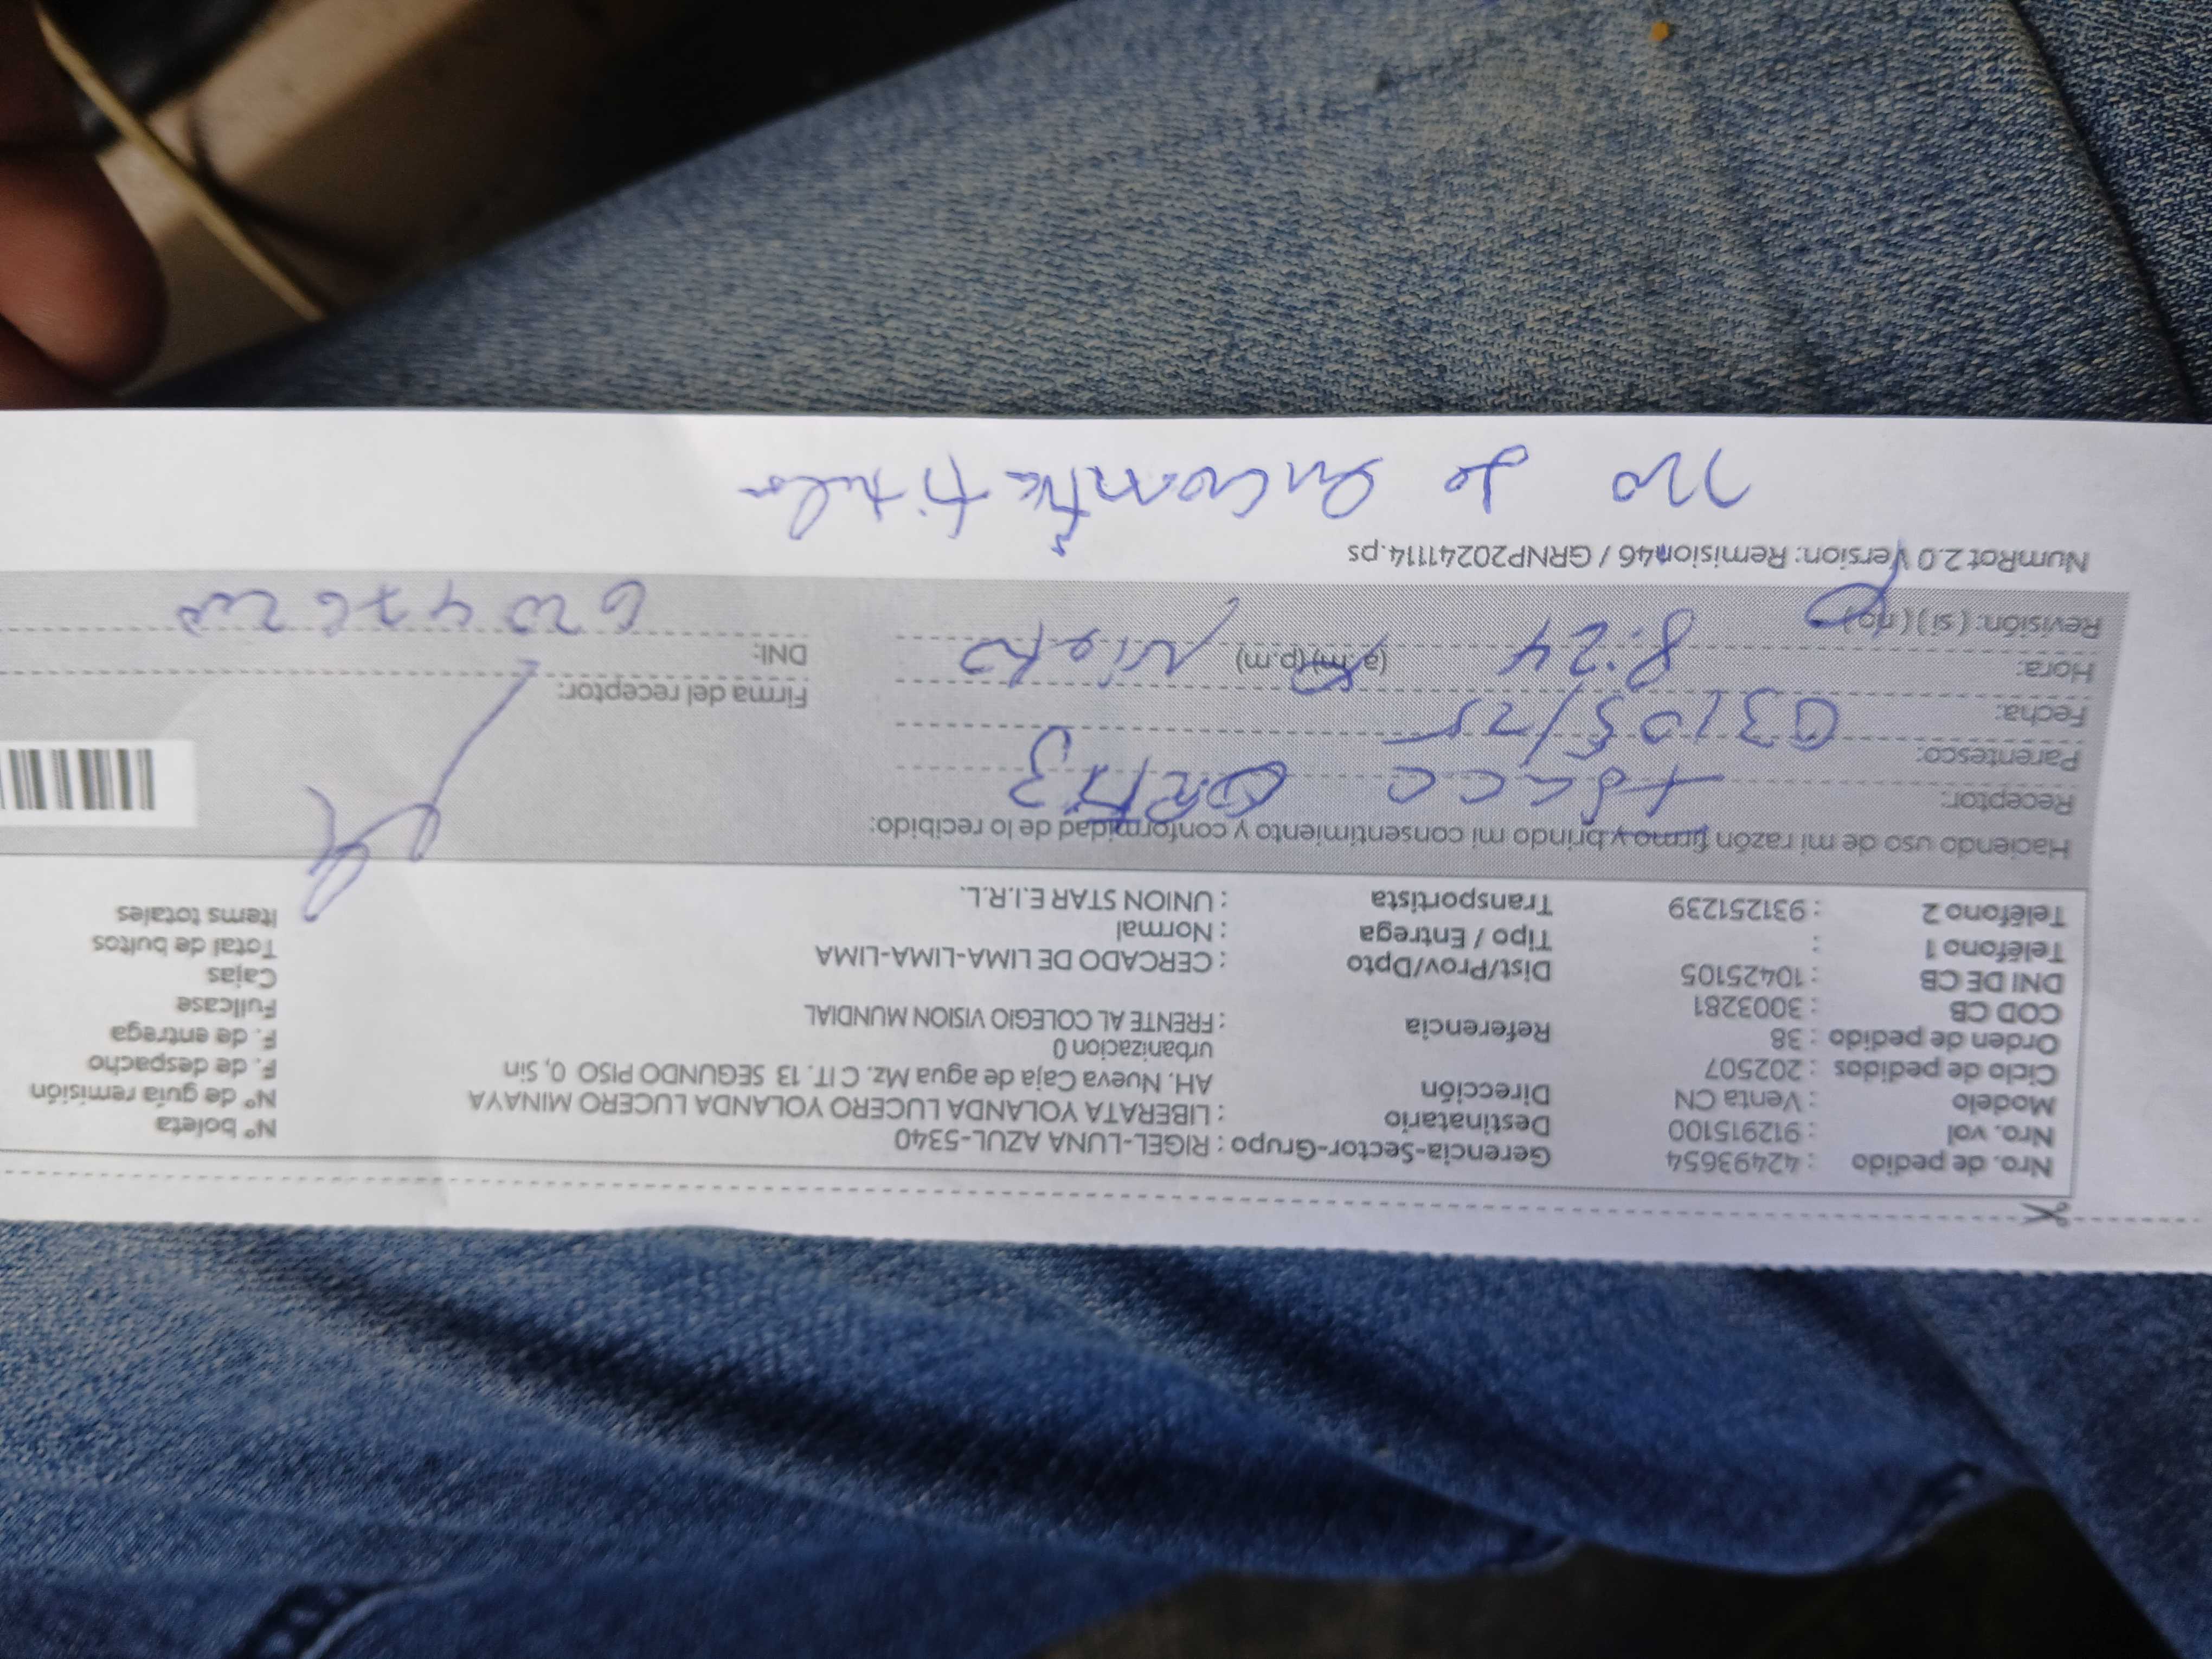 Nro. de pedido : 42493654 Gerencia-Sector-Grupo : RIGEL-LUNA AZUL-5340 N° boleta
Nro. vol : 912915100 Destinatario : LIBERATA YOLANDA LUCERO YOLANDA LUCERO MINAYA N° de guía remisión
Modelo : Venta CN Dirección AH. Nueva Caja de agua Mz. C lT. 13 SEGUNDO PISO 0, Sin F. de despacho
Ciclo de pedidos : 202507 urbanizacion 0 F. de entrega
Orden de pedido : 38 Referencia : FRENTE AL COLEGIO VISION MUNDIAL Fullcase
COD CB : 3003281 Cajas
DNI DE CB : 10425105 Dist/Prov/Dpto : CERCADO DE LIMA-LIMA-LIMA Total de bultos
Teléfono 1 : Tipo / Entrega : Normal Items totales
Teléfono 2 : 931251239 Transportista : UNION STAR E.I.R.L.
Haciendo uso de mi razón firmo y brindo mi consentimiento y conformidad de lo recibido:
Receptor:
Parentesco:
Fecha: 03/05/25 Firma del receptor:
Hora: 8:24 (a.m) (p.m) Nieto DNI:
Revisión: ( si ) ( no )
NumRot 2.0 Version: Remision46 / GRNP20241114.ps
no se encontra titular